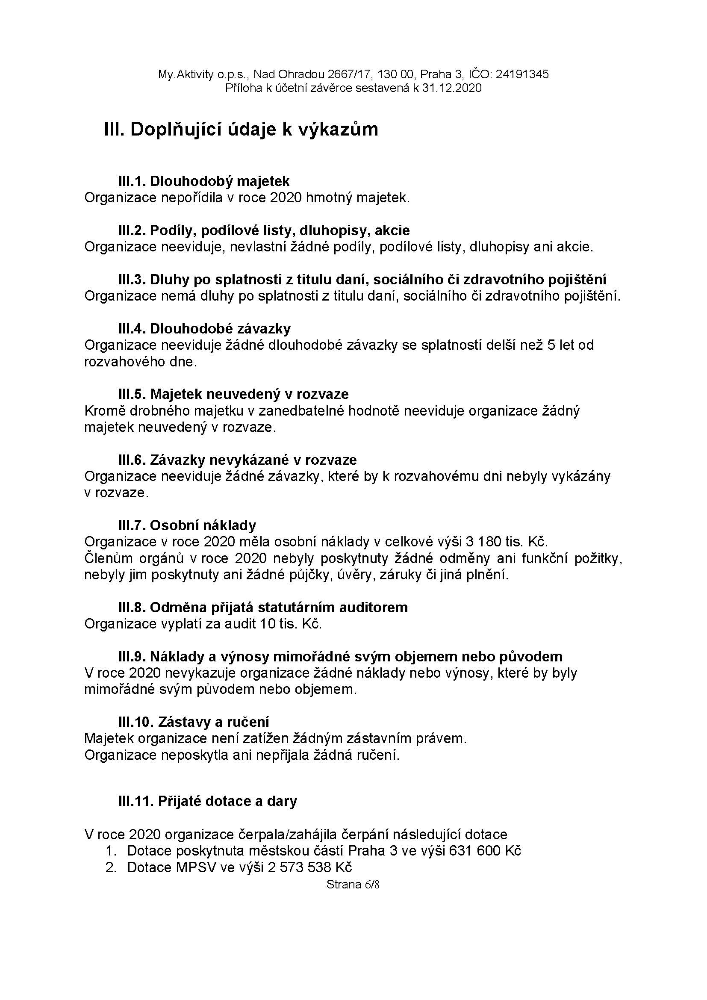 My.Aktivity o.p.s., Nad Ohradou 2667/17, 130 00, Praha 3, IČO: 24191345
Příloha k účetní závěrce sestavená k 31.12.2020
III. Doplňující údaje k výkazům
III.1. Dlouhodobý majetek
Organizace nepořídila v roce 2020 hmotný majetek.
III.2. Podíly, podílové listy, dluhopisy, akcie
Organizace neeviduje, nevlastní žádné podíly, podílové listy, dluhopisy ani akcie.
III.3. Dluhy po splatnosti z titulu daní, sociálního či zdravotního pojištění
Organizace nemá dluhy po splatnosti z titulu daní, sociálního či zdravotního pojištění.
III.4. Dlouhodobé závazky
Organizace neeviduje žádné dlouhodobé závazky se splatností delší než 5 let od
rozvahového dne.
III.5. Majetek neuvedený v rozvaze
Kromě drobného majetku v zanedbatelné hodnotě neeviduje organizace žádný
majetek neuvedený v rozvaze.
III.6. Závazky nevykázané v rozvaze
Organizace neeviduje žádné závazky, které by k rozvahovému dni nebyly vykázány
v rozvaze.
III.7. Osobní náklady
Organizace v roce 2020 měla osobní náklady v celkové výši 3 180 tis. Kč.
Členům orgánů v roce 2020 nebyly poskytnuty žádné odměny ani funkční požitky,
nebyly jim poskytnuty ani žádné půjčky, úvěry, záruky či jiná plnění.
III.8. Odměna přijatá statutárním auditorem
Organizace vyplatí za audit 10 tis. Kč.
III.9. Náklady a výnosy mimořádné svým objemem nebo původem
V roce 2020 nevykazuje organizace žádné náklady nebo výnosy, které by byly
mimořádné svým původem nebo objemem.
III.10. Zástavy a ručení
Majetek organizace není zatížen žádným zástavním právem.
Organizace neposkytla ani nepřijala žádná ručení.
III.11. Přijaté dotace a dary
V roce 2020 organizace čerpala/zahájila čerpání následující dotace
1. Dotace poskytnuta městskou částí Praha 3 ve výši 631 600 Kč
2. Dotace MPSV ve výši 2 573 538 Kč
Strana 6/8